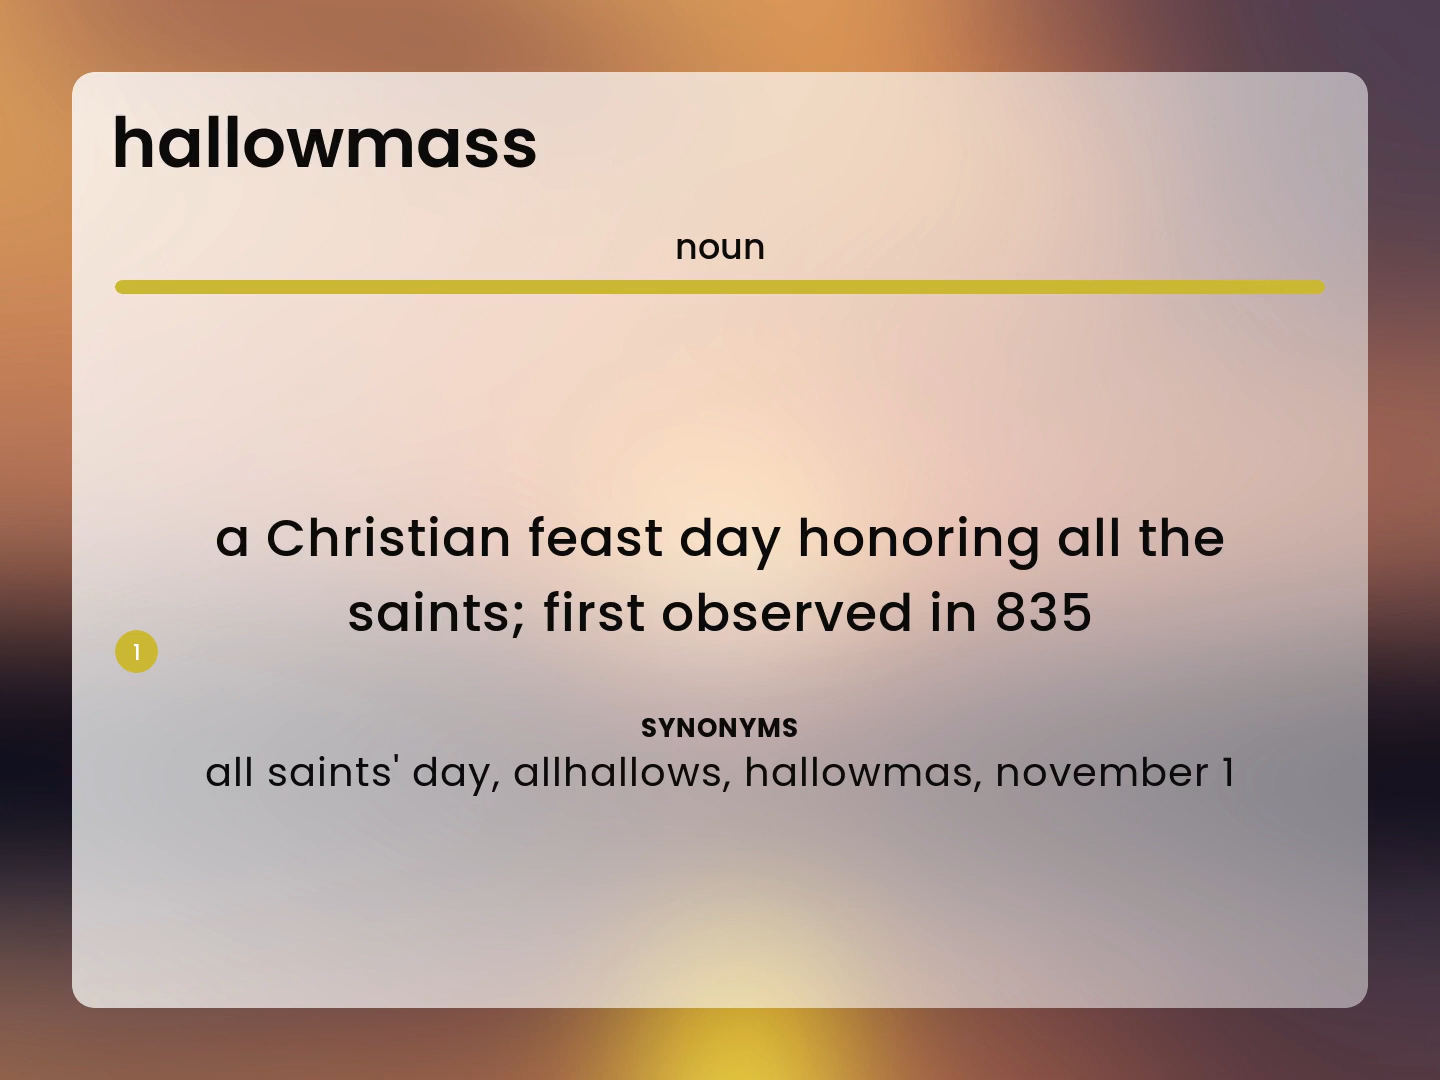 hallowmass
noun
a Christian feast day honoring all the
saints; first observed in 835
1
SYNONYMS
all saints' day, allhallows, hallowmas, november 1